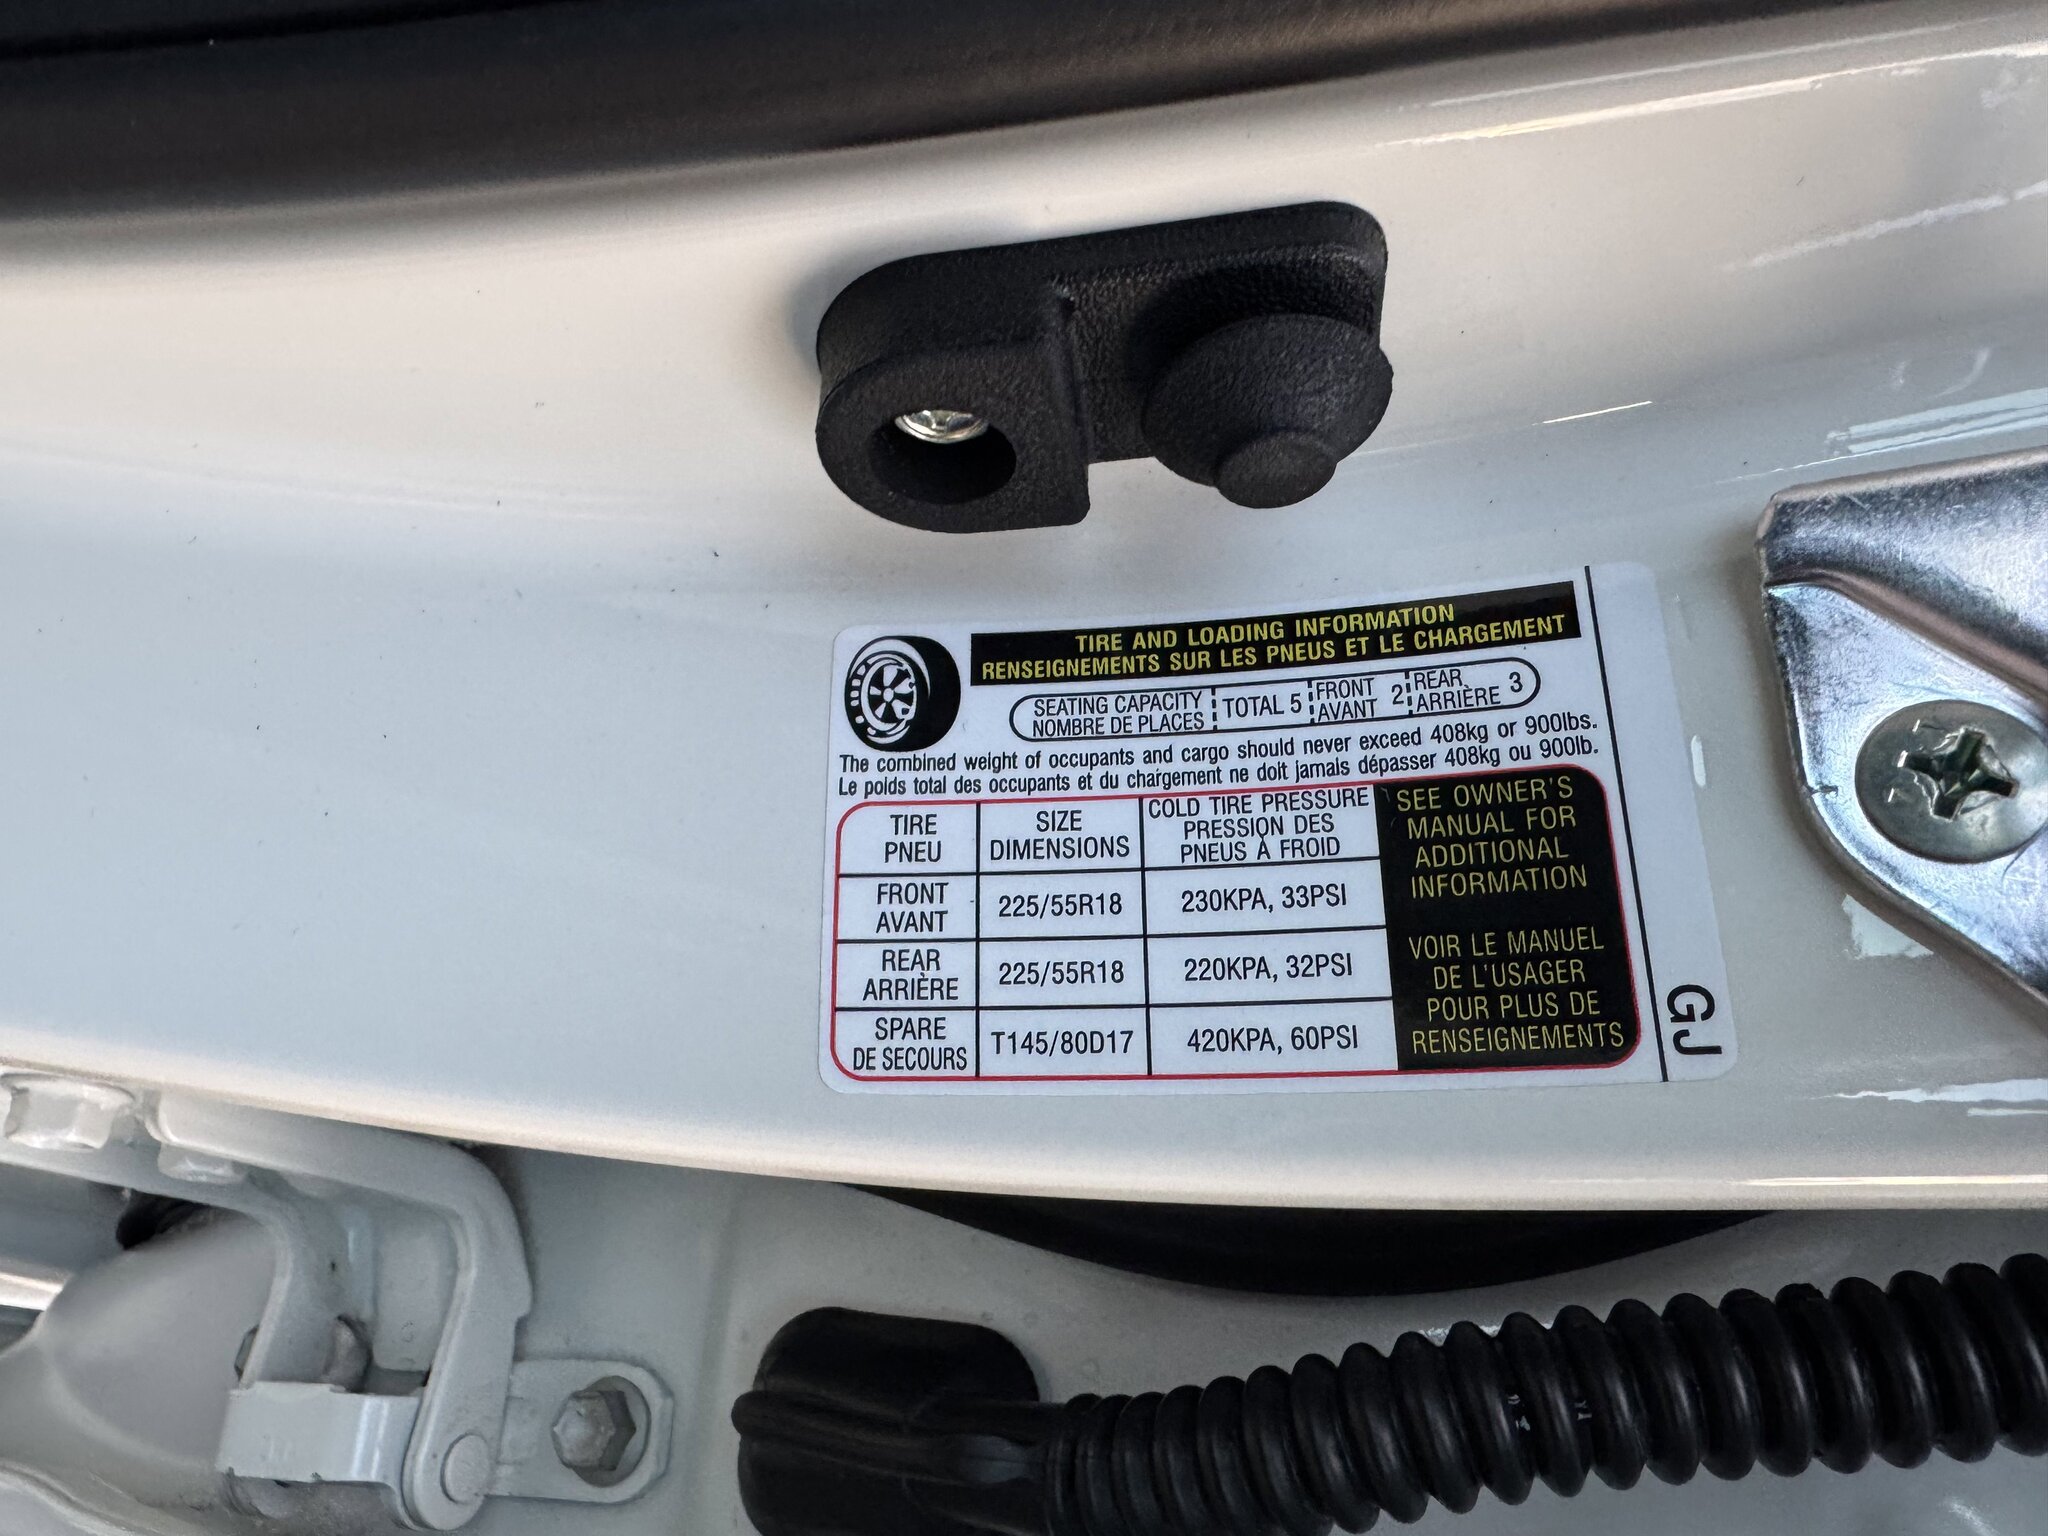 TIRE AND LOADING INFORMATION
RENSEIGNEMENTS SUR LES PNEUS ET LE CHARGEMENT
SEATING CAPACITY
NOMBRE DE PLACES
TOTAL 5
FRONT
AVANT
2
REAR
ARRIÈRE
3
The combined weight of occupants and cargo should never exceed 408kg or 900lbs.
Le poids total des occupants et du chargement ne doit jamais dépasser 408kg ou 900lb.
TIRE
PNEU
SIZE
DIMENSIONS
COLD TIRE PRESSURE
PRESSION DES
PNEUS À FROID
FRONT
AVANT
225/55R18
230KPA, 33PSI
REAR
ARRIÈRE
225/55R18
220KPA, 32PSI
SPARE
DE SECOURS
T145/80D17
420KPA, 60PSI
SEE OWNER'S
MANUAL FOR
ADDITIONAL
INFORMATION
VOIR LE MANUEL
DE L'USAGER
POUR PLUS DE
RENSEIGNEMENTS
GJ